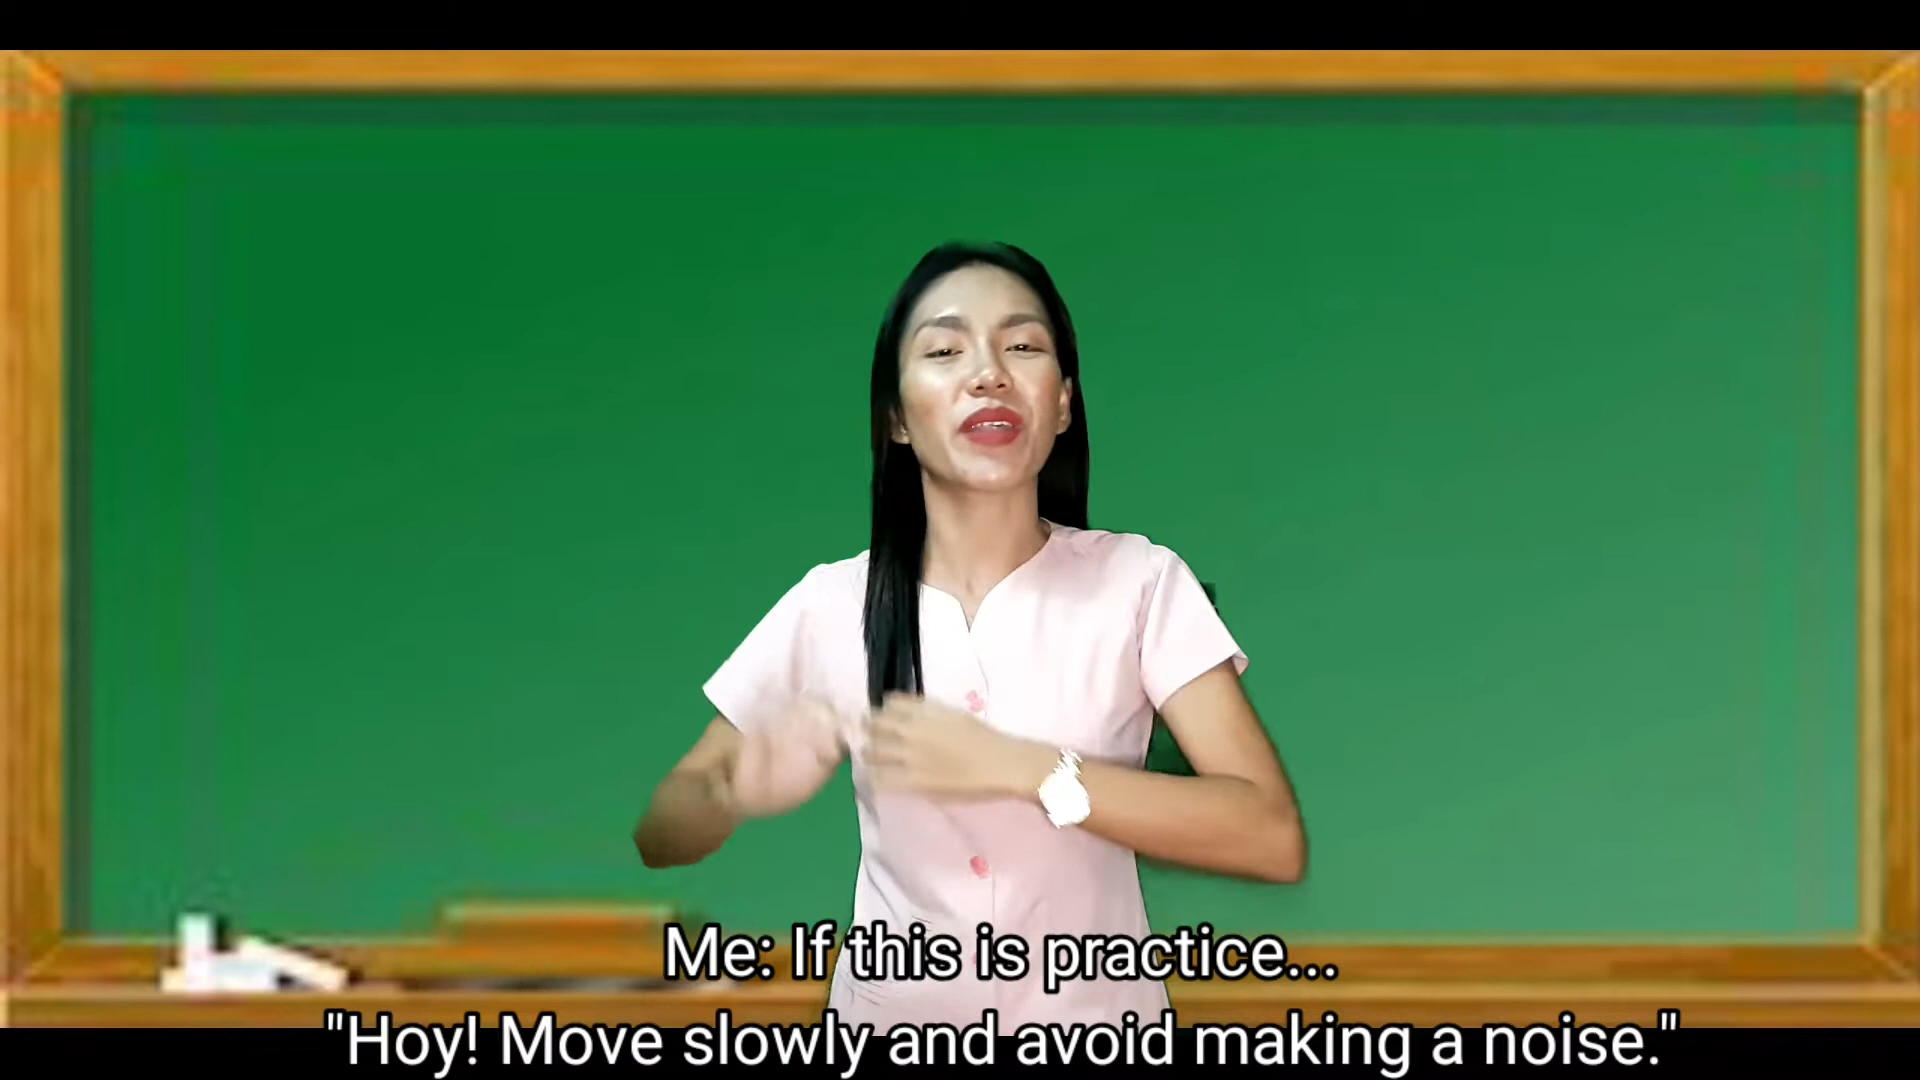 Me: If this is practice...
"Hoy! Move slowly and avoid making a noise."